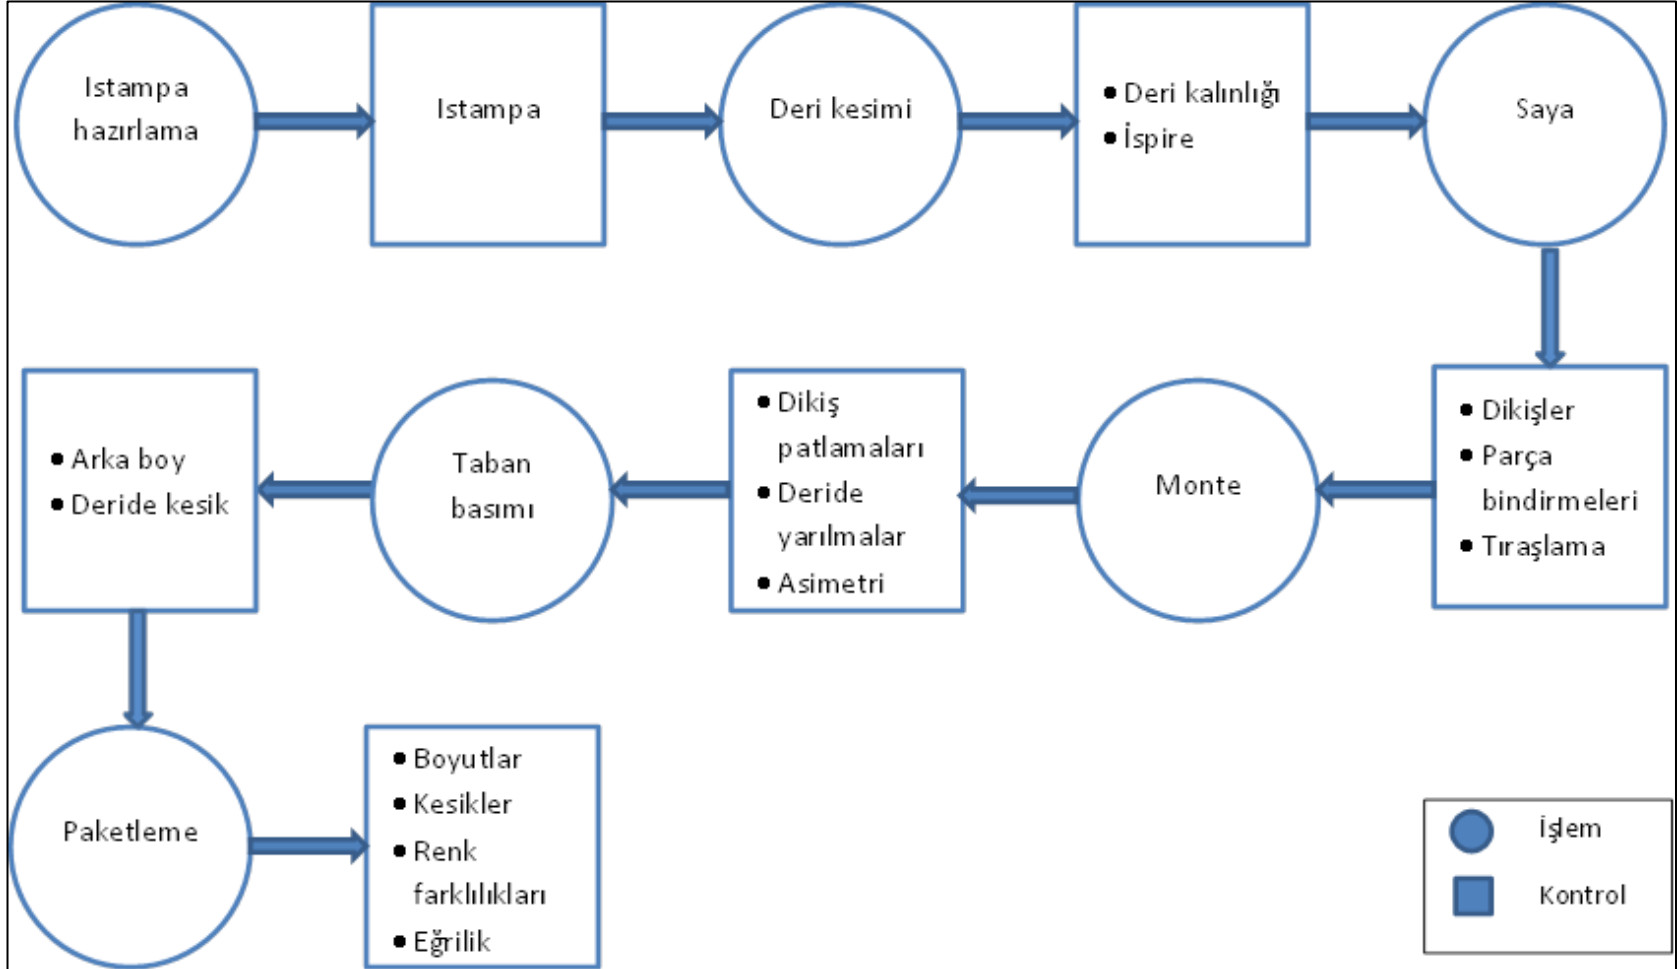 Istampa
hazırlama
Istampa
Deri kesimi
• Deri kalınlığı
• İspire
Saya
• Dikişler
• Parça
bindirmeleri
• Tıraşlama
Monte
• Dikiş
patlamaları
• Deride
yarılmalar
• Asimetri
Taban
basımı
• Arka boy
• Deride kesik
Paketleme
• Boyutlar
• Kesikler
• Renk
farklılıkları
• Eğrilik
İşlem
Kontrol